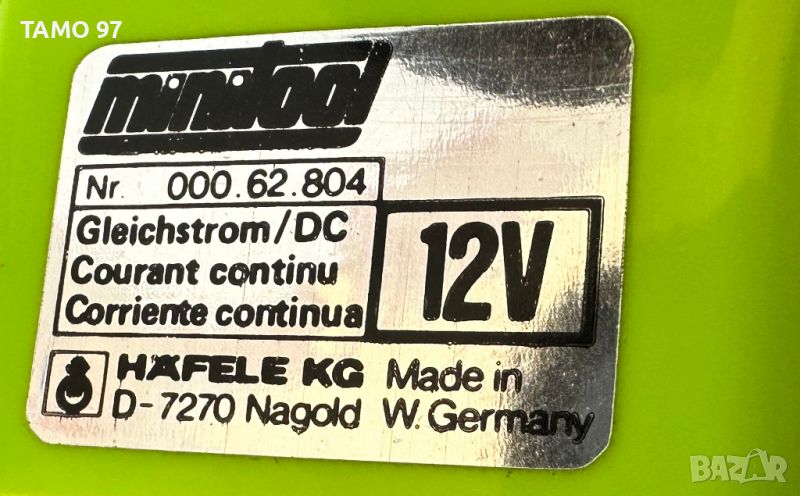 TAMO 97
minitool
Nr. 000.62.804
Gleichstrom/DC
Courant continu
Corriente continua
12V
HÄFELE KG Made in
D-7270 Nagold W. Germany
BAZAR